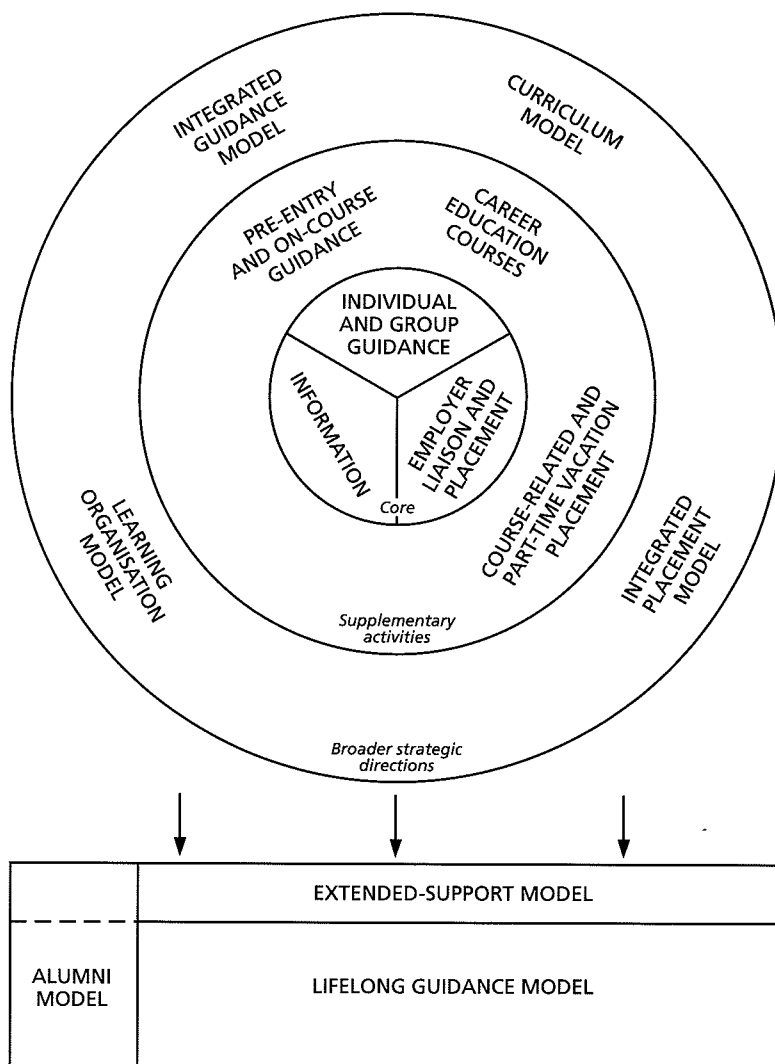 INTEGRATED
GUIDANCE
MODEL
CURRICULUM
MODEL
PRE-ENTRY
AND ON-COURSE
GUIDANCE
CAREER
EDUCATION
COURSES
INDIVIDUAL
AND GROUP
GUIDANCE
INFORMATION
EMPLOYER
LIAISON AND
PLACEMENT
Core
COURSE-RELATED AND
PART-TIME VACATION
PLACEMENT
LEARNING
ORGANISATION
MODEL
INTEGRATED
PLACEMENT
MODEL
Supplementary
activities
Broader strategic
directions
EXTENDED-SUPPORT MODEL
ALUMNI
MODEL
LIFELONG GUIDANCE MODEL